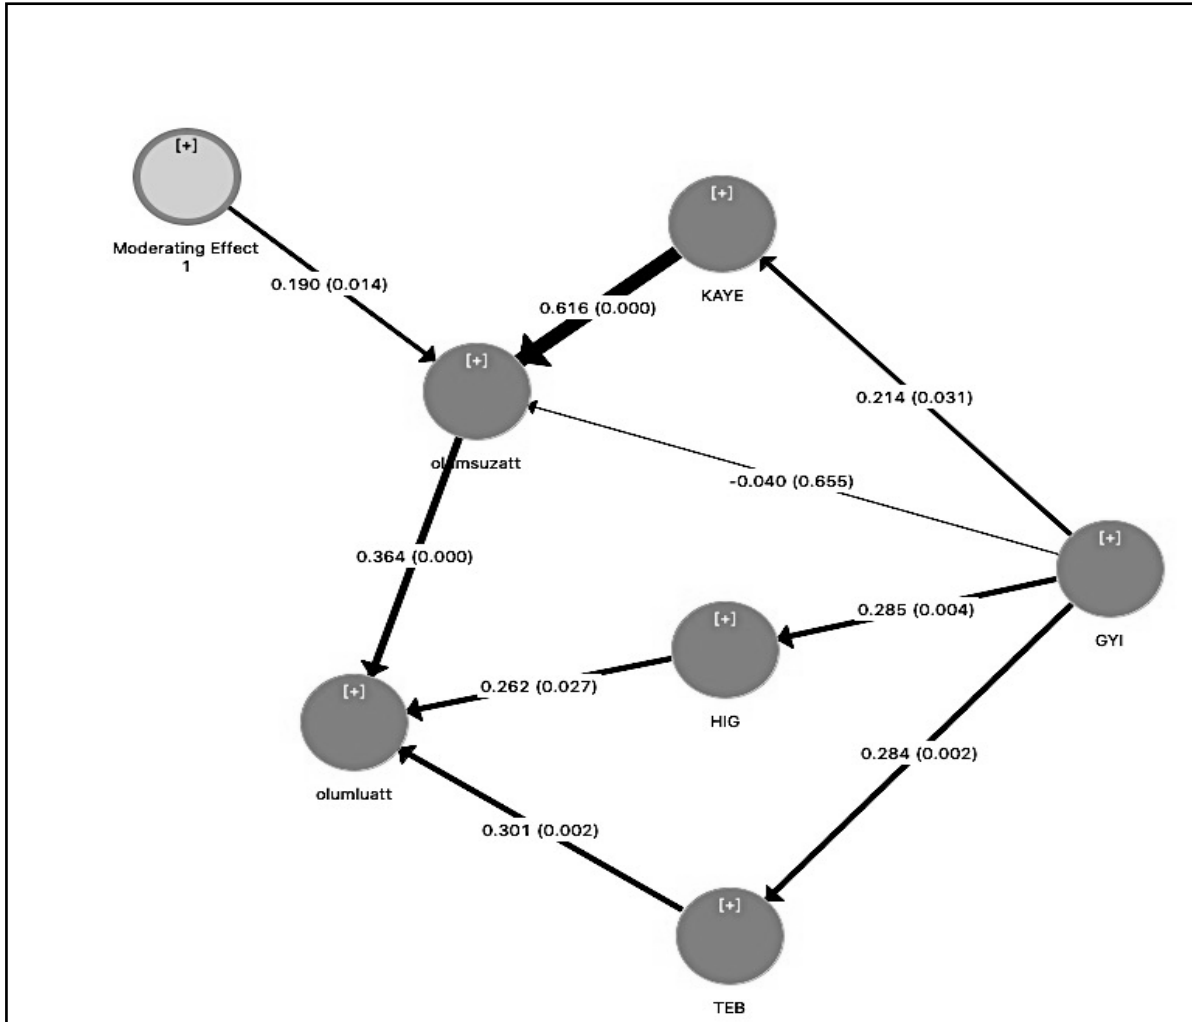 [+]
Moderating Effect
1
0.190 (0.014)
[+]
KAYE
0.616 (0.000)
[+]
olumsuzatt
0.214 (0.031)
-0.040 (0.655)
0.364 (0.000)
[+]
GYI
0.285 (0.004)
[+]
HIG
0.262 (0.027)
[+]
olumluatt
0.284 (0.002)
0.301 (0.002)
[+]
TEB